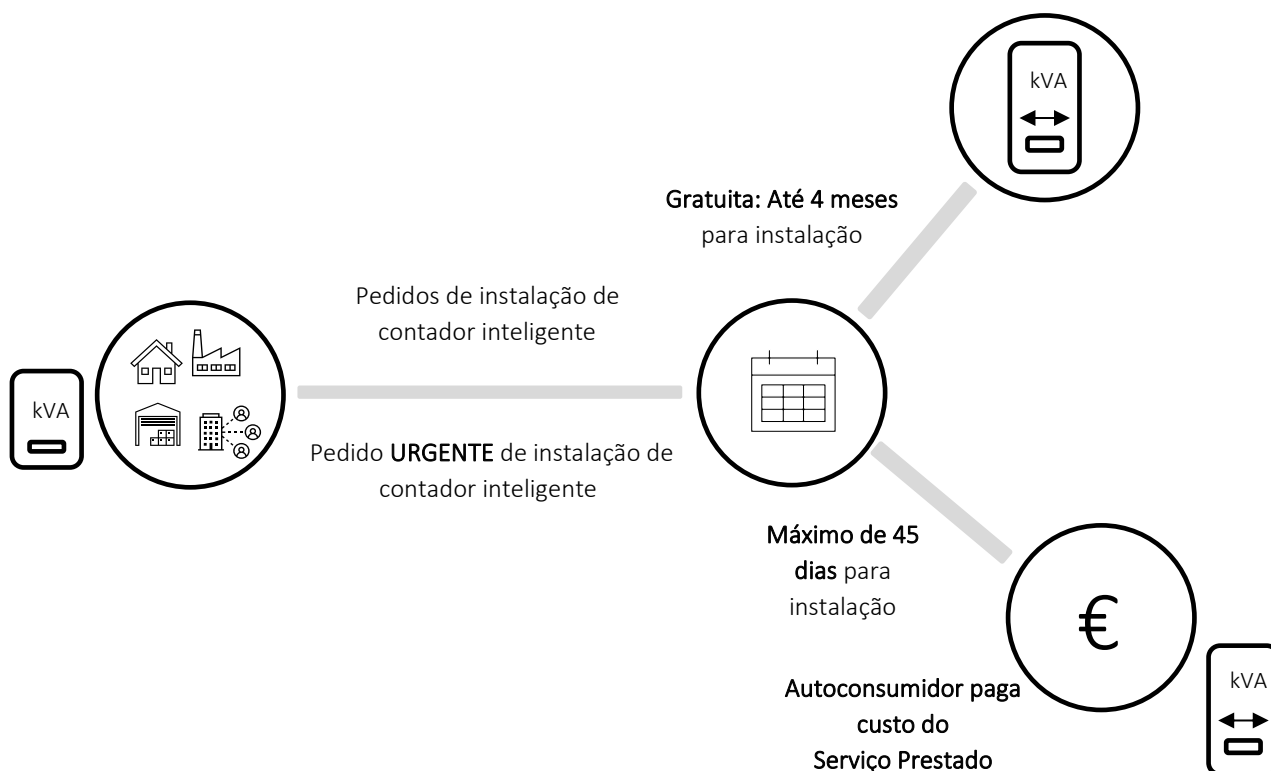 kVA
Gratuita: Até 4 meses
para instalação
Pedidos de instalação de
contador inteligente
kVA
Pedido URGENTE de instalação de
contador inteligente
Máximo de 45
dias para
instalação
€
Autoconsumidor paga
custo do
Serviço Prestado
kVA